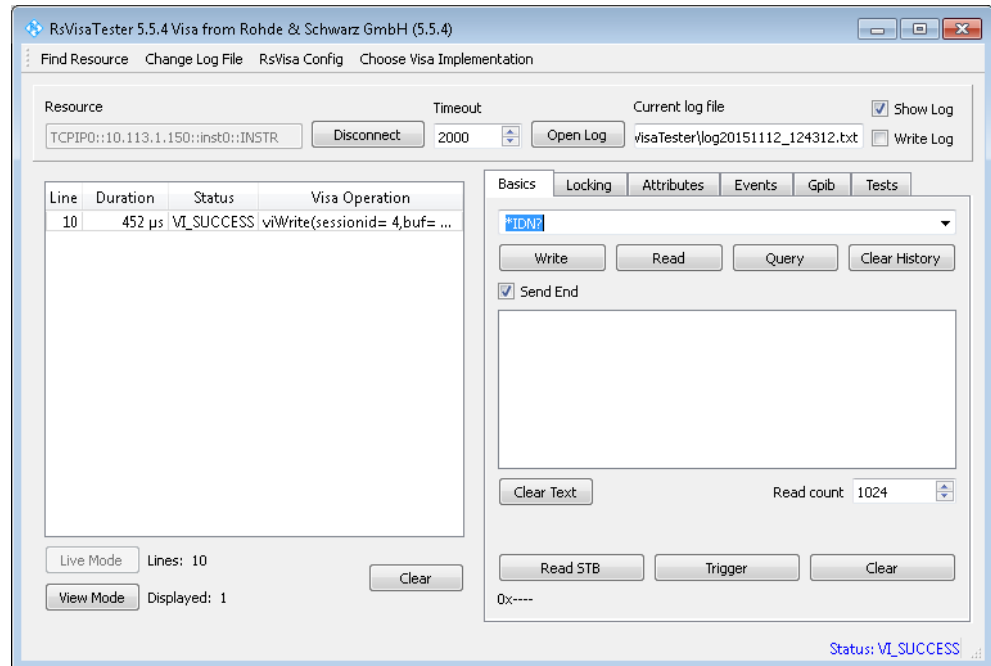 RsVisaTester 5.5.4 Visa from Rohde & Schwarz GmbH (5.5.4)
Find Resource Change Log File RsVisa Config Choose Visa Implementation
Resource Timeout Current log file Show Log
TCPIP0::10.113.1.150::inst0::INSTR Disconnect 2000 Open Log VisaTester\log20151112_124312.txt Write Log
Basics Locking Attributes Events Gpib Tests
Line Duration Status Visa Operation
10 452 µs VI_SUCCESS viWrite(sessionid= 4,buf= ...
*IDN?
Write Read Query Clear History
Send End
Clear Text Read count 1024
Live Mode Lines: 10
Clear
View Mode Displayed: 1
Read STB Trigger Clear
0x----
Status: VI_SUCCESS